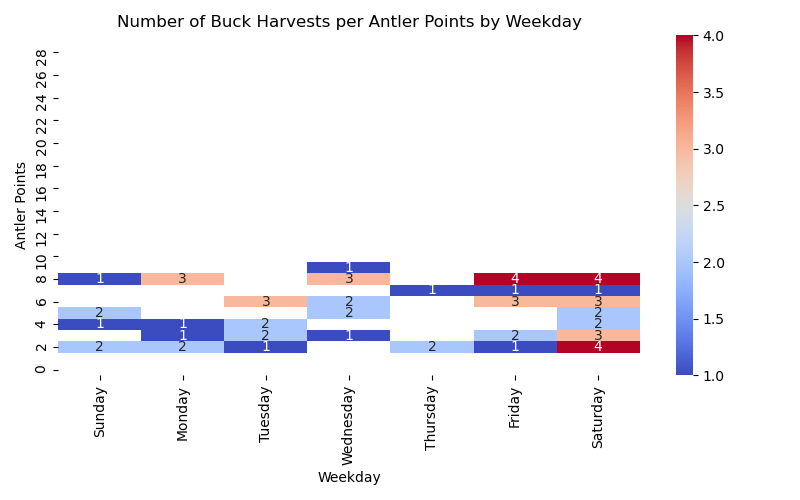 Number of Buck Harvests per Antler Points by Weekday
4.0
28
26
3.5
24
22
20
3.0
18
Antler Points
16
2.5
14
12
10 1
2.0
8 1 3 3 4 4
1 1 1
6 3 2 3 3
2 2 2
1.5
4 1 1 2 2
1 2 1 2 3
2 2 2 1 2 1 4
0
1.0
Sunday
Monday
Tuesday
Wednesday
Thursday
Friday
Saturday
Weekday